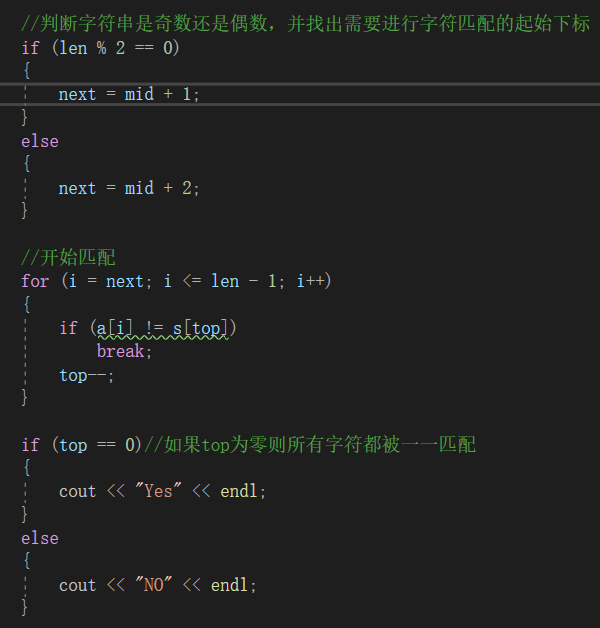 //判断字符串是奇数还是偶数，并找出需要进行字符匹配的起始下标
if (len % 2 == 0)
{
next = mid + 1;
}
else
{
next = mid + 2;
}
//开始匹配
for (i = next; i <= len - 1; i++)
{
if (a[i] != s[top])
break;
top--;
}
if (top == 0)//如果top为零则所有字符都被一一匹配
{
cout << "Yes" << endl;
}
else
{
cout << "NO" << endl;
}